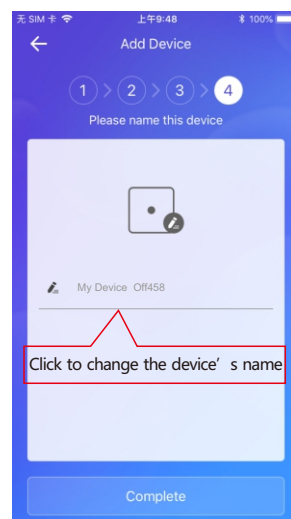 无 SIM 卡 上午9:48 100%
Add Device
1 > 2 > 3 > 4
Please name this device
My Device Off458
Click to change the device' s name
Complete